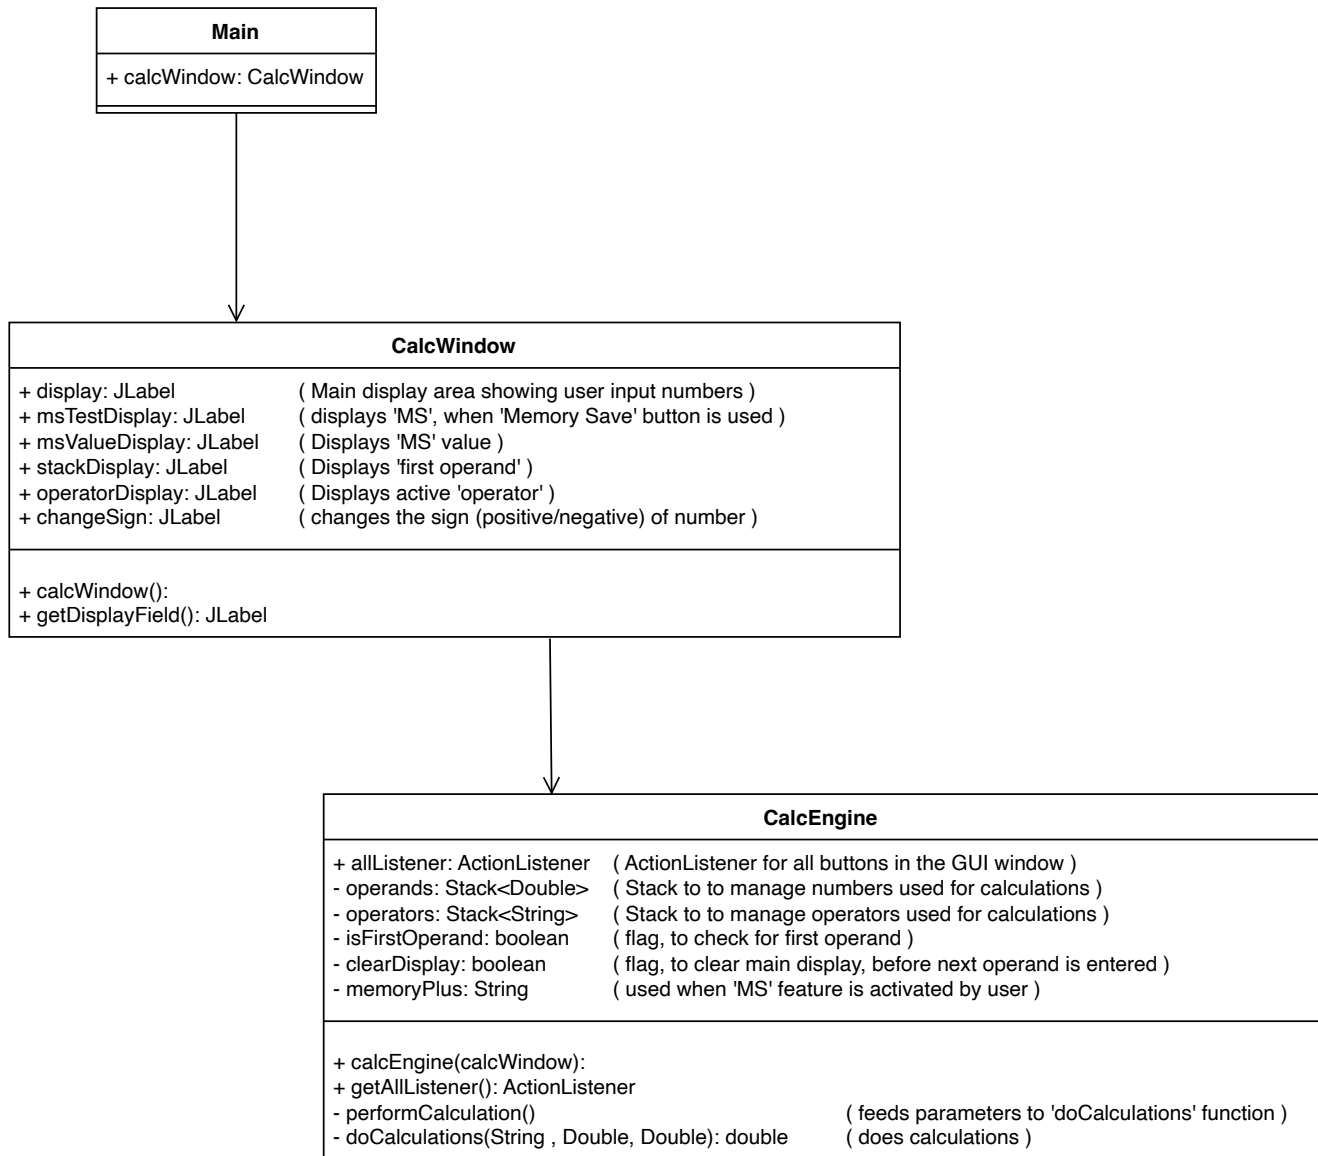 Main
+ calcWindow: CalcWindow
CalcWindow
+ display: JLabel ( Main display area showing user input numbers )
+ msTestDisplay: JLabel ( displays 'MS', when 'Memory Save' button is used )
+ msValueDisplay: JLabel ( Displays 'MS' value )
+ stackDisplay: JLabel ( Displays 'first operand' )
+ operatorDisplay: JLabel ( Displays active 'operator' )
+ changeSign: JLabel ( changes the sign (positive/negative) of number )
+ calcWindow():
+ getDisplayField(): JLabel
CalcEngine
+ allListener: ActionListener ( ActionListener for all buttons in the GUI window )
- operands: Stack<Double> ( Stack to to manage numbers used for calculations )
- operators: Stack<String> ( Stack to to manage operators used for calculations )
- isFirstOperand: boolean ( flag, to check for first operand )
- clearDisplay: boolean ( flag, to clear main display, before next operand is entered )
- memoryPlus: String ( used when 'MS' feature is activated by user )
+ calcEngine(calcWindow):
+ getAllListener(): ActionListener
- performCalculation() ( feeds parameters to 'doCalculations' function )
- doCalculations(String , Double, Double): double ( does calculations )